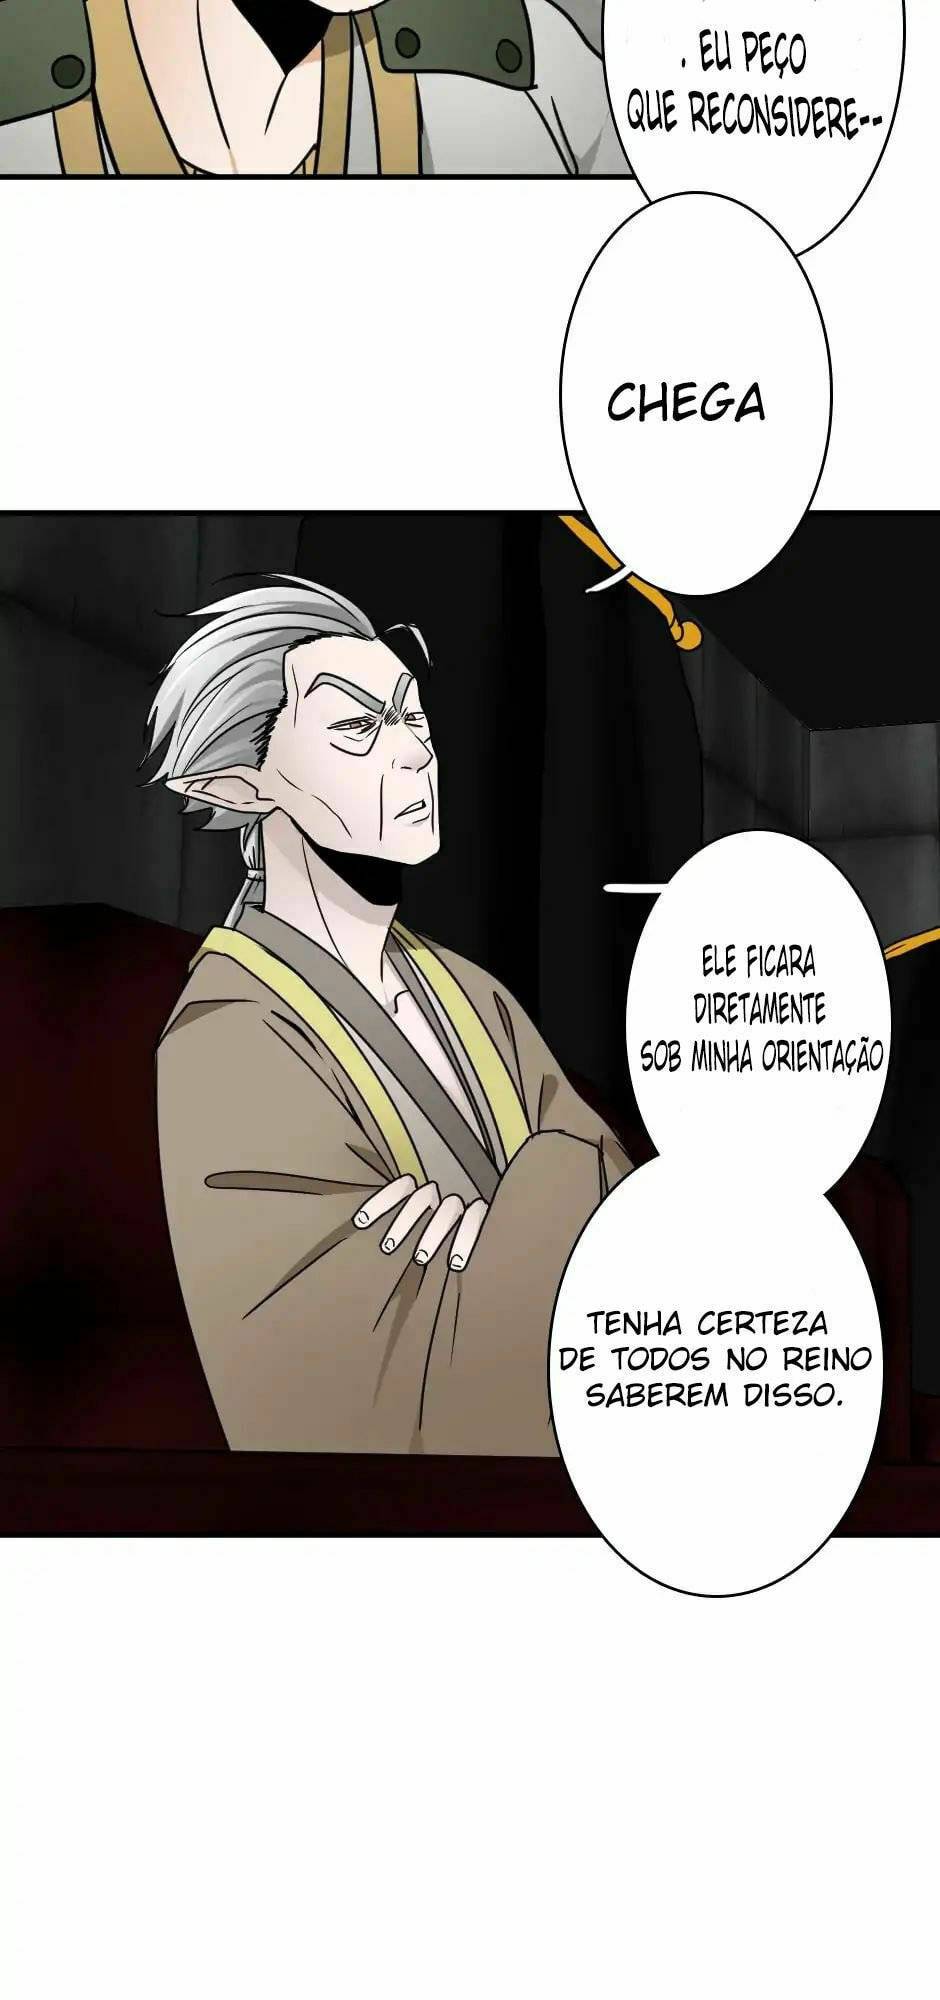 . EU PEÇO
QUE RECONSIDERE--
CHEGA
ELE FICARA
DIRETAMENTE
SOB MINHA ORIENTAÇÃO
TENHA CERTEZA
DE TODOS NO REINO
SABEREM DISSO.